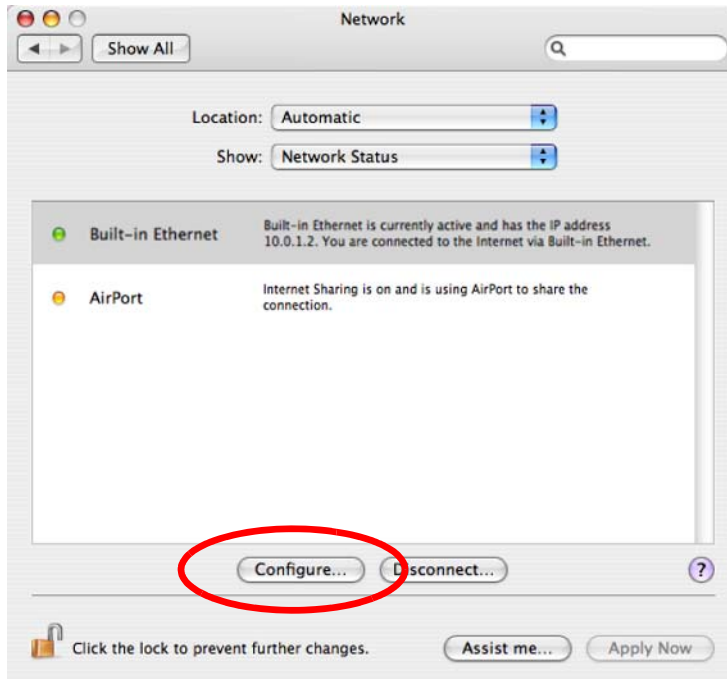 Network
Show All
Location: Automatic
Show: Network Status
Built-in Ethernet
Built-in Ethernet is currently active and has the IP address
10.0.1.2. You are connected to the Internet via Built-in Ethernet.
AirPort
Internet Sharing is on and is using AirPort to share the
connection.
Configure... Disconnect... ?
Click the lock to prevent further changes. Assist me... Apply Now